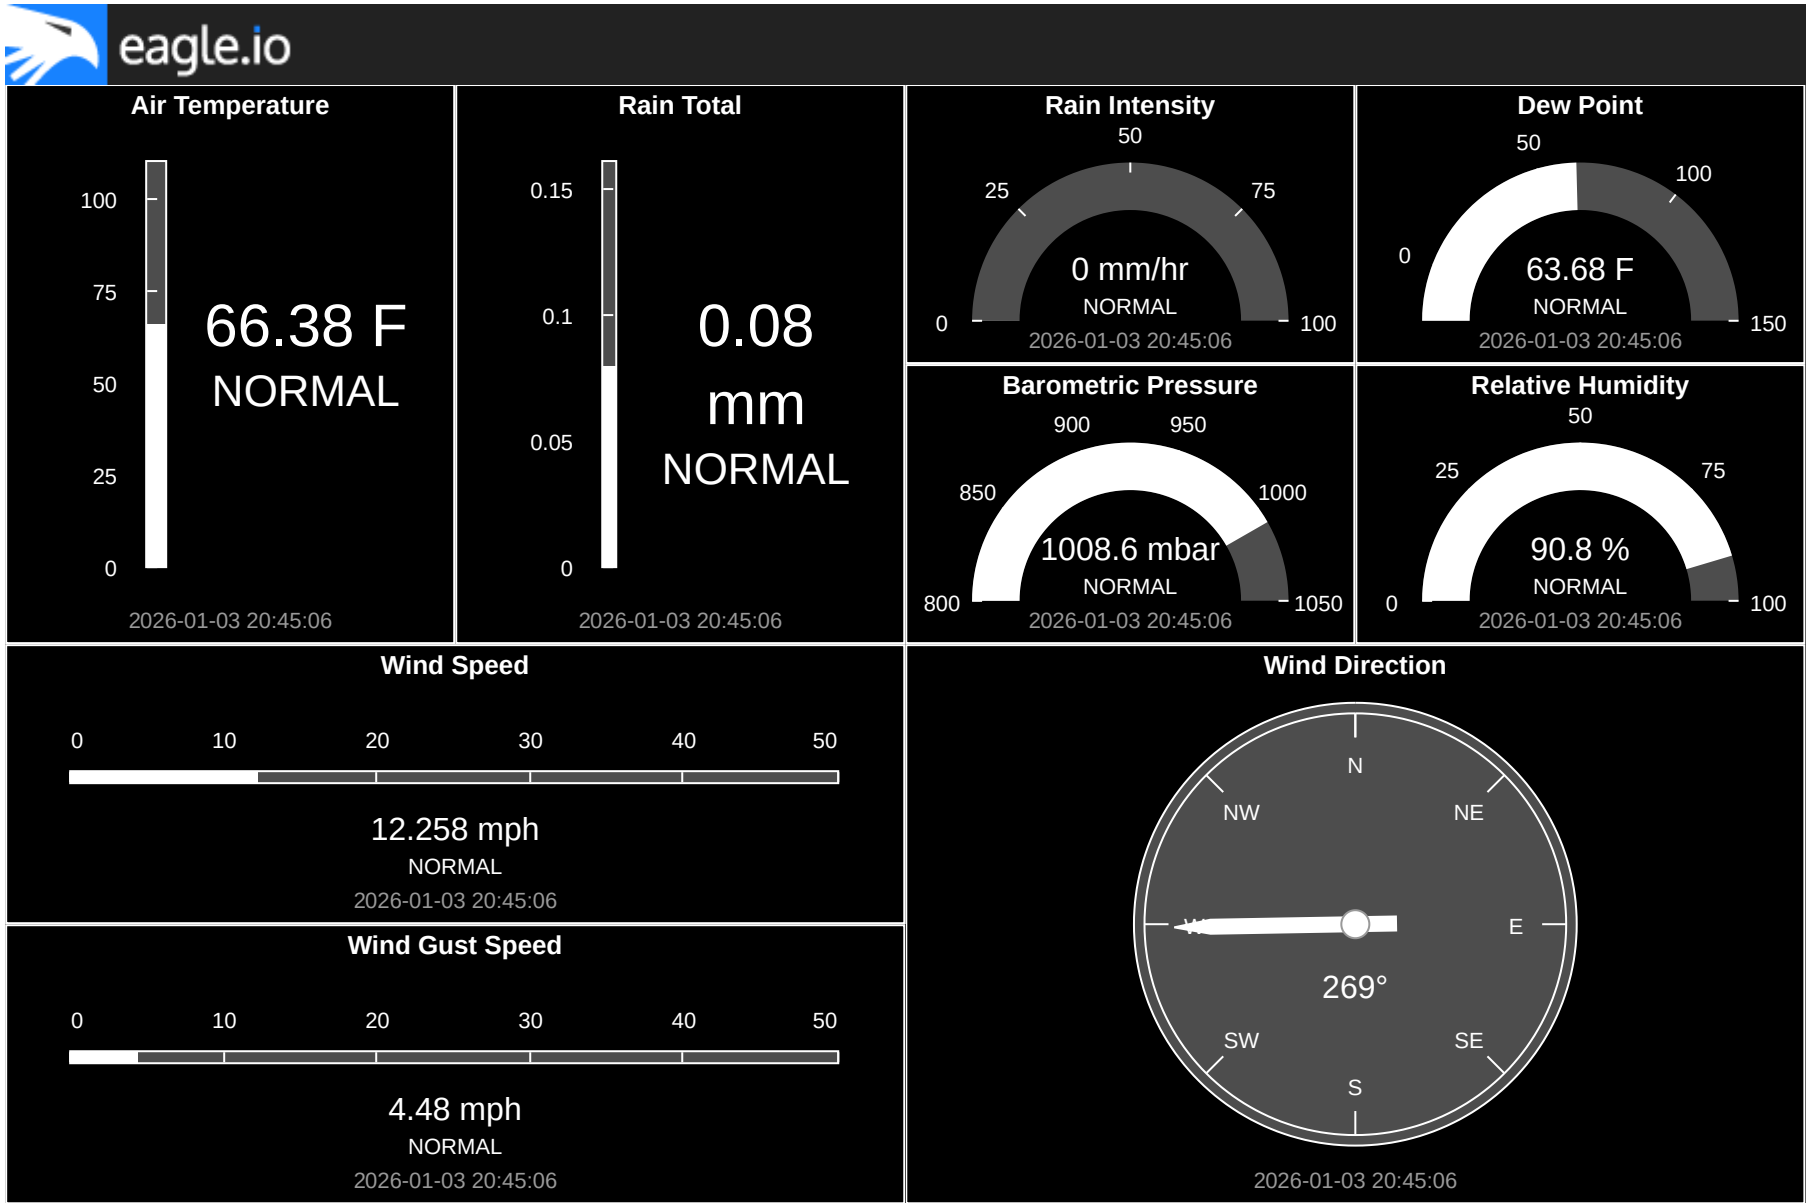 eagle.io
Air Temperature
100
75
50
25
0
66.38 F
NORMAL
2026-01-03 20:45:06
Rain Total
0.15
0.1
0.05
0
0.08
mm
NORMAL
2026-01-03 20:45:06
Rain Intensity
50
25
75
0
100
0 mm/hr
NORMAL
2026-01-03 20:45:06
Dew Point
50
100
0
150
63.68 F
NORMAL
2026-01-03 20:45:06
Barometric Pressure
900
950
850
1000
800
1050
1008.6 mbar
NORMAL
2026-01-03 20:45:06
Relative Humidity
50
25
75
0
100
90.8 %
NORMAL
2026-01-03 20:45:06
Wind Speed
0 10 20 30 40 50
12.258 mph
NORMAL
2026-01-03 20:45:06
Wind Gust Speed
0 10 20 30 40 50
4.48 mph
NORMAL
2026-01-03 20:45:06
Wind Direction
N
NW
NE
W
E
269°
SW
SE
S
2026-01-03 20:45:06